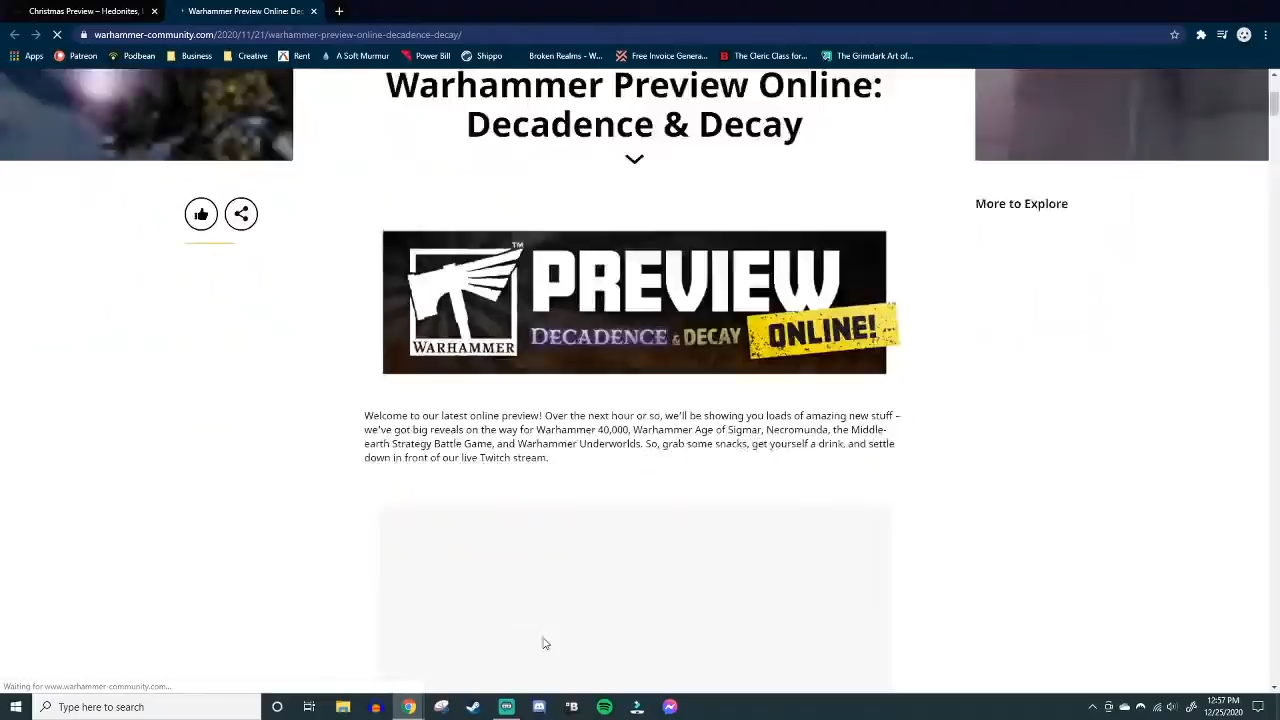 Christmas Preview – Hedonites,
Warhammer Preview Online: Dec
warhammer-community.com/2020/11/21/warhammer-preview-online-decadence-decay/
Apps
Patreon
Podbean
Business
Creative
Rent
A Soft Murmur
Power Bill
Shippo
Broken Realms - W...
Free Invoice Genera...
The Cleric Class for...
The Grimdark Art of...
Warhammer Preview Online:
Decadence & Decay
More to Explore
WARHAMMER
TM
PREVIEW
DECADENCE & DECAY
ONLINE!
Welcome to our latest online preview! Over the next hour or so, we'll be showing you loads of amazing new stuff –
we've got big reveals on the way for Warhammer 40,000, Warhammer Age of Sigmar, Necromunda, the Middle-
earth Strategy Battle Game, and Warhammer Underworlds. So, grab some snacks, get yourself a drink, and settle
down in front of our live Twitch stream.
Waiting for www.warhammer-community.com...
Type here to search
12:57 PM
12/25/2020